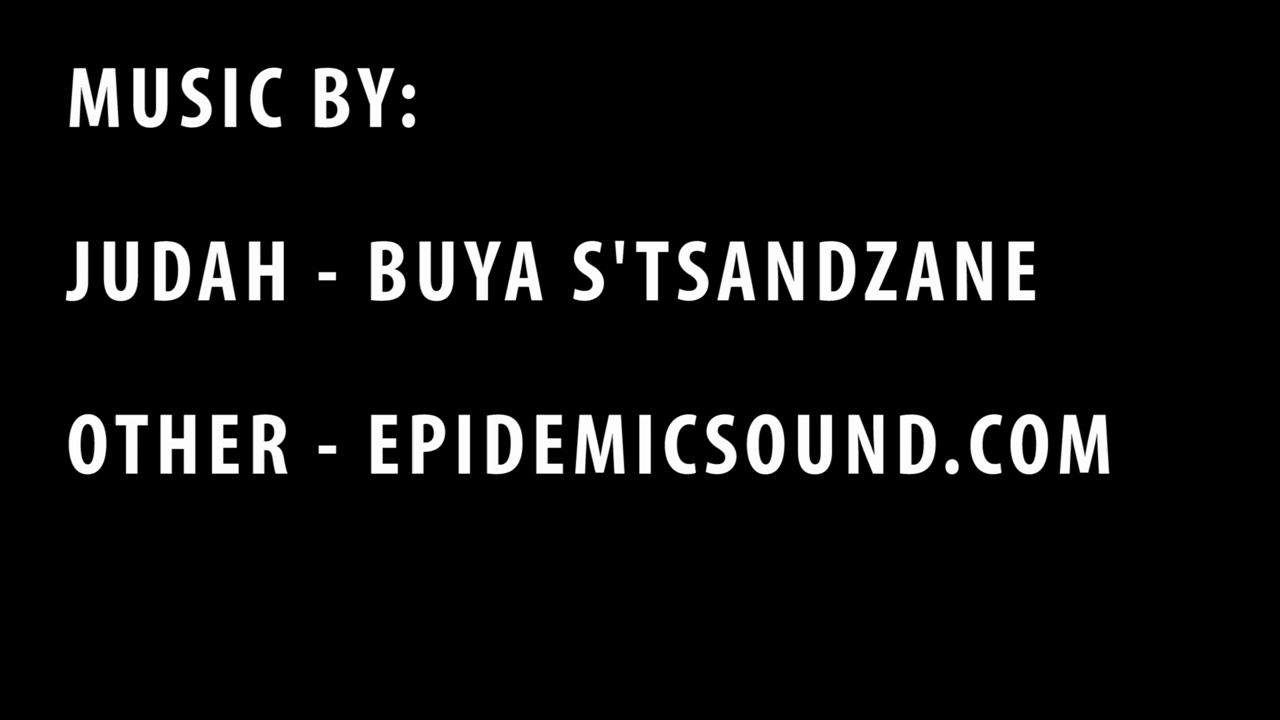 MUSIC BY:
JUDAH - BUYA S'TSANDZANE
OTHER - EPIDEMICSOUND.COM